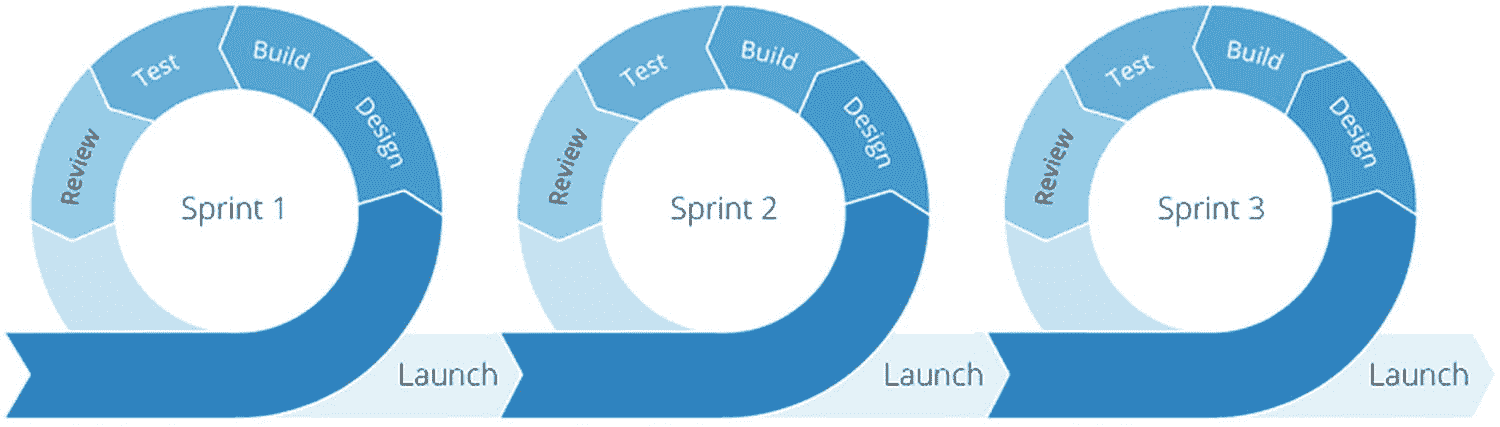 Design
Build
Test
Review
Sprint 1
Launch
Design
Build
Test
Review
Sprint 2
Launch
Design
Build
Test
Review
Sprint 3
Launch